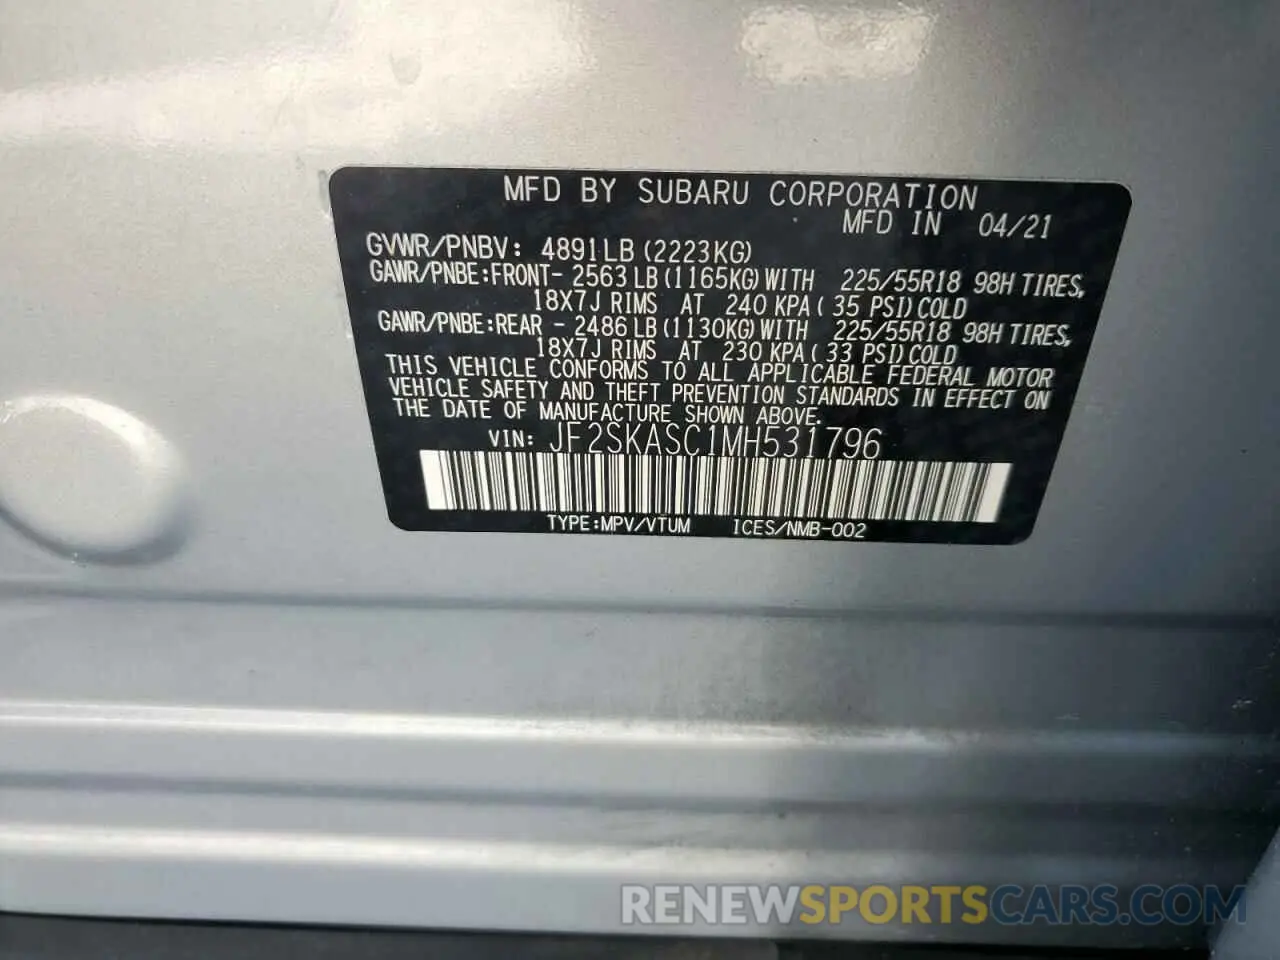 MFD BY SUBARU CORPORATION
MFD IN 04/21
GVWR/PNBV: 4891LB (2223KG)
GAWR/PNBE:FRONT- 2563LB (1165KG) WITH 225/55R18 98H TIRES,
18X7J RIMS AT 240 KPA ( 35 PSI) COLD
GAWR/PNBE:REAR - 2486LB (1130KG) WITH 225/55R18 98H TIRES,
18X7J RIMS AT 230 KPA ( 33 PSI) COLD
THIS VEHICLE CONFORMS TO ALL APPLICABLE FEDERAL MOTOR
VEHICLE SAFETY AND THEFT PREVENTION STANDARDS IN EFFECT ON
THE DATE OF MANUFACTURE SHOWN ABOVE.
VIN: JF2SKASC1MH531796
TYPE:MPV/VTUM ICES/NMB-002
RENEWSPORTSCARS.COM